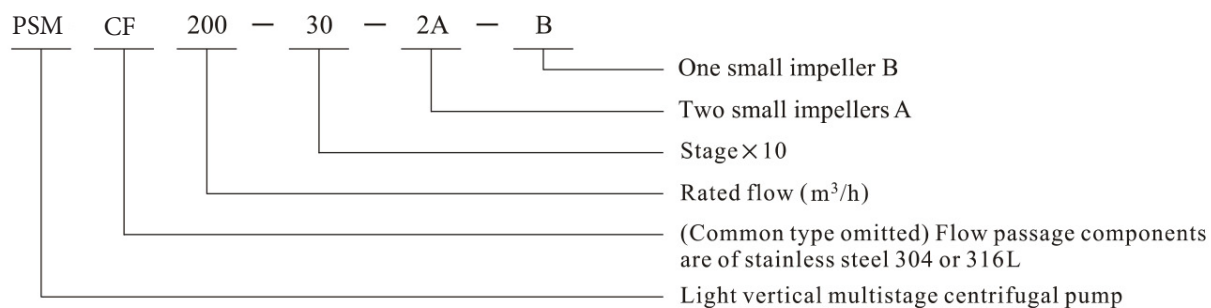 PSM CF 200 — 30 — 2A — B
One small impeller B
Two small impellers A
Stage×10
Rated flow (m³/h)
(Common type omitted) Flow passage components
are of stainless steel 304 or 316L
Light vertical multistage centrifugal pump